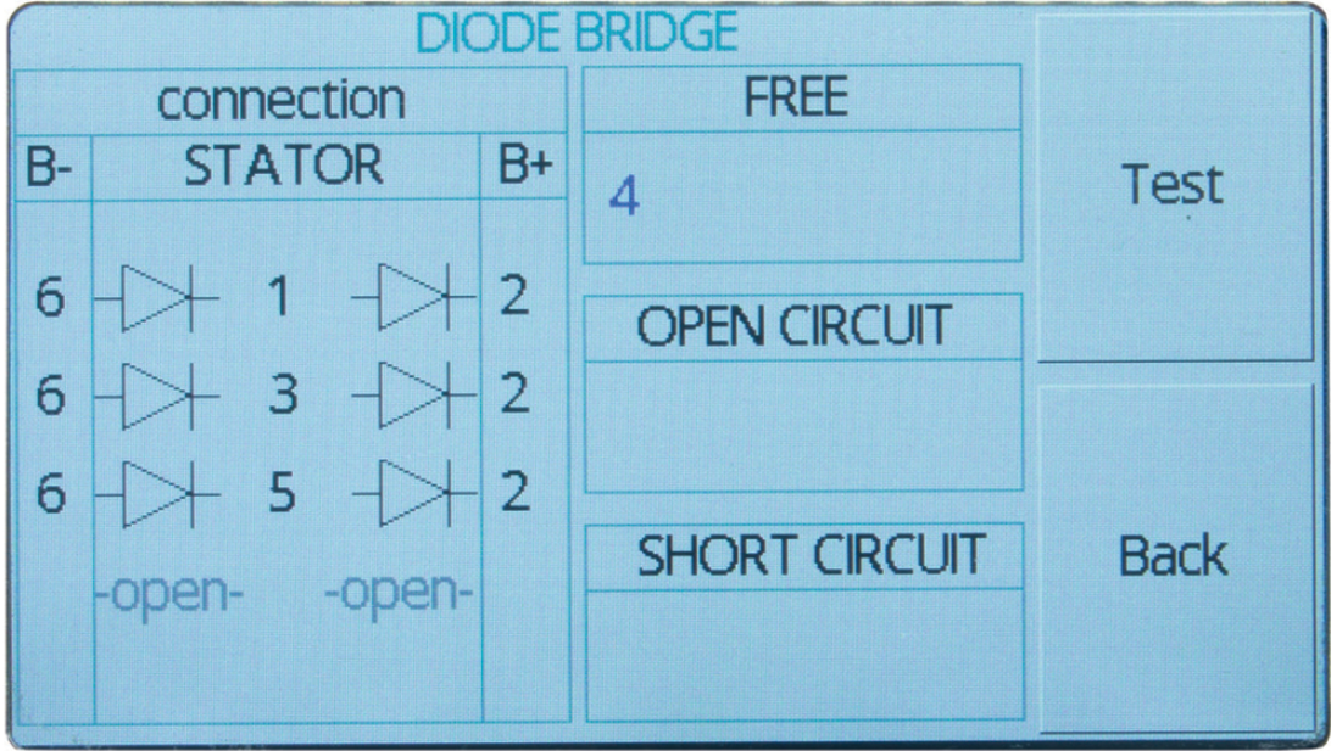 DIODE BRIDGE
connection
B- STATOR B+
6 1 2
6 3 2
6 5 2
-open- -open-
FREE
4
OPEN CIRCUIT
SHORT CIRCUIT
Test
Back